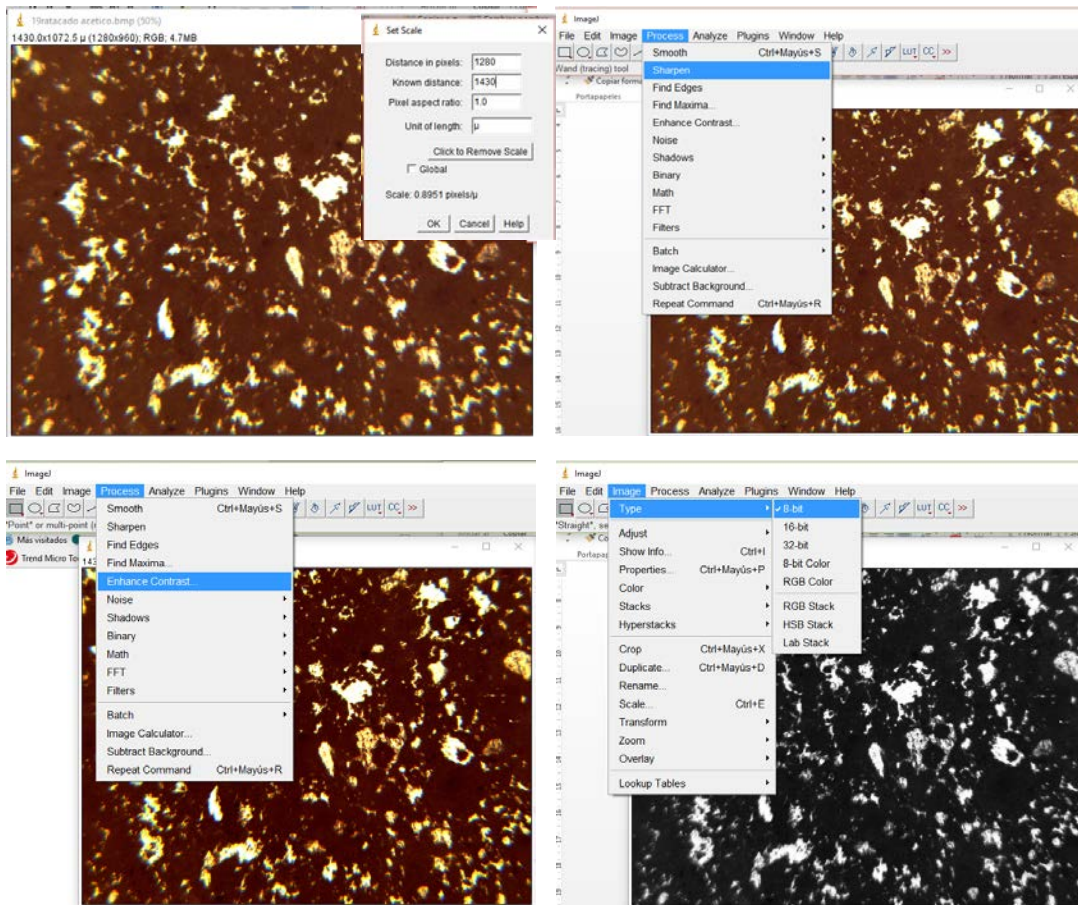 19ratacado acetico.bmp (50%)
1430.0x1072.5 µ (1280x960); RGB; 4.7MB
Set Scale
Distance in pixels: 1280
Known distance: 1430
Pixel aspect ratio: 1.0
Unit of length: µ
Click to Remove Scale
Global
Scale: 0.8951 pixels/µ
OK Cancel Help
ImageJ
File Edit Image Process Analyze Plugins Window Help
LUT CC >>
Wand (tracing) tool
Portapapeles
Smooth Ctrl+Mayús+S
Sharpen
Find Edges
Find Maxima...
Enhance Contrast...
Noise
Shadows
Binary
Math
FFT
Filters
Batch
Image Calculator...
Subtract Background...
Repeat Command Ctrl+Mayús+R
ImageJ
File Edit Image Process Analyze Plugins Window Help
LUT CC >>
Más visitados
Trend Micro
Smooth Ctrl+Mayús+S
Sharpen
Find Edges
Find Maxima...
Enhance Contrast...
Noise
Shadows
Binary
Math
FFT
Filters
Batch
Image Calculator...
Subtract Background...
Repeat Command Ctrl+Mayús+R
ImageJ
File Edit Image Process Analyze Plugins Window Help
LUT CC >>
Type
Adjust
Show Info... Ctrl+I
Properties... Ctrl+Mayús+P
Color
Stacks
Hyperstacks
Crop Ctrl+Mayús+X
Duplicate... Ctrl+Mayús+D
Rename...
Scale... Ctrl+E
Transform
Zoom
Overlay
Lookup Tables
8-bit
16-bit
32-bit
8-bit Color
RGB Color
RGB Stack
HSB Stack
Lab Stack